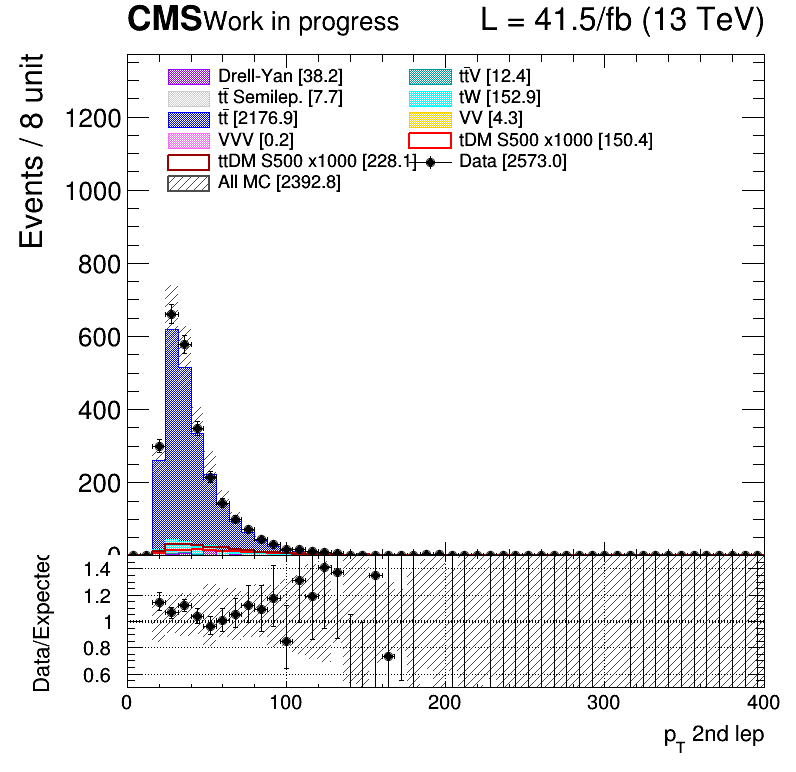 CMS Work in progress L = 41.5/fb (13 TeV)
Drell-Yan [38.2] tt̄V [12.4]
tt̄ Semilep. [7.7] tW [152.9]
tt̄ [2176.9] VV [4.3]
VVV [0.2] tDM S500 x1000 [150.4]
ttDM S500 x1000 [228.1] Data [2573.0]
All MC [2392.8]
Events / 8 unit
1200
1000
800
600
400
200
0
Data/Expected
1.4
1.2
1
0.8
0.6
0 100 200 300 400
p_T 2nd lep